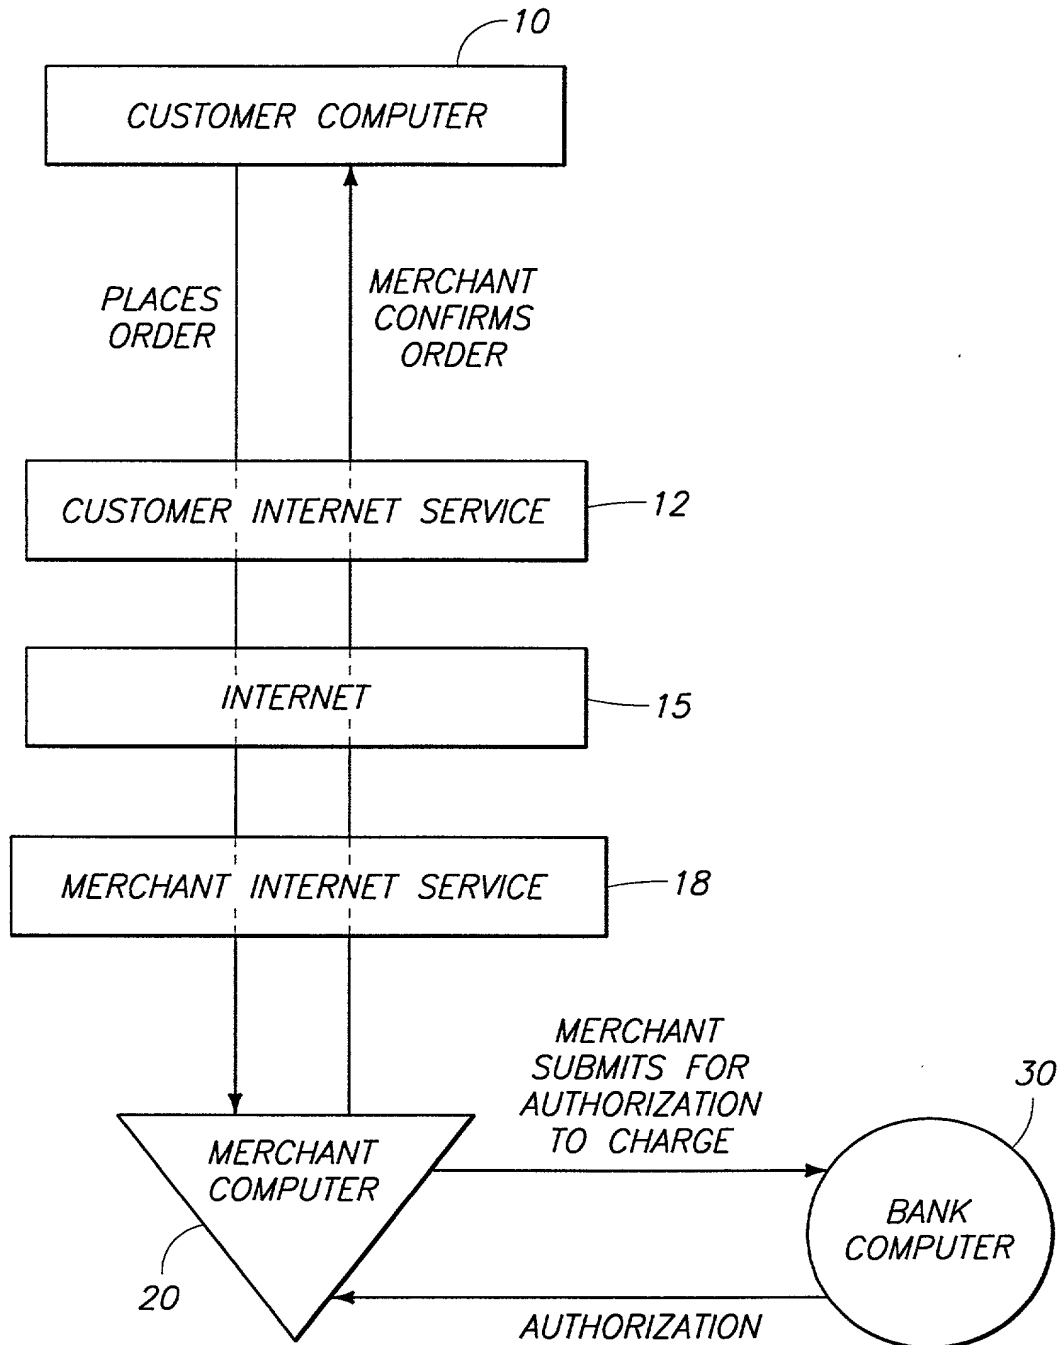 10
CUSTOMER COMPUTER
PLACES
ORDER
MERCHANT
CONFIRMS
ORDER
CUSTOMER INTERNET SERVICE
12
INTERNET
15
MERCHANT INTERNET SERVICE
18
MERCHANT
SUBMITS FOR
AUTHORIZATION
TO CHARGE
30
MERCHANT
COMPUTER
BANK
COMPUTER
20
AUTHORIZATION